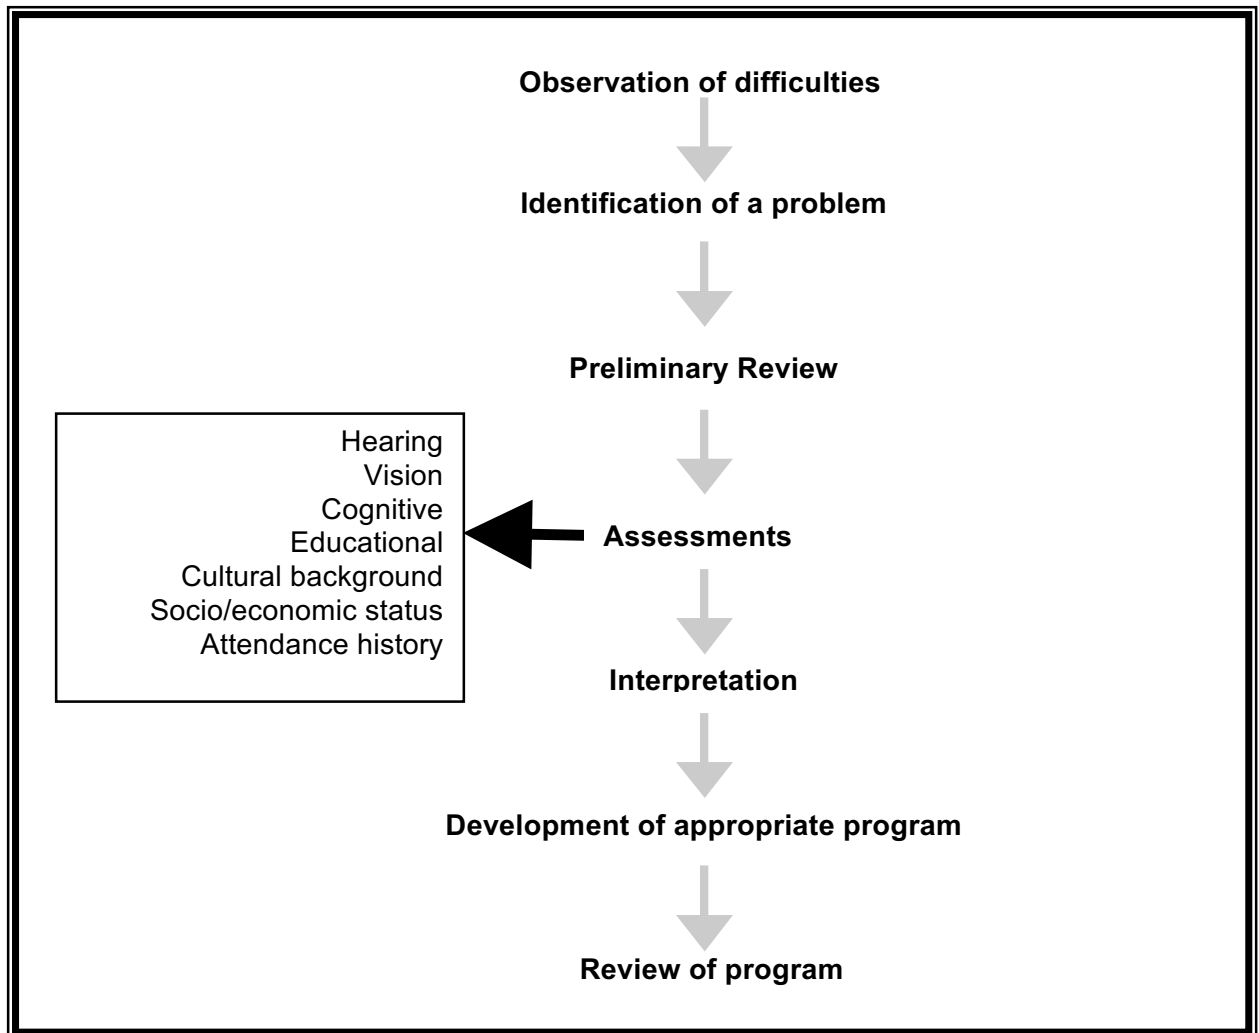 Observation of difficulties
Identification of a problem
Preliminary Review
Hearing
Vision
Cognitive
Educational
Cultural background
Socio/economic status
Attendance history
Assessments
Interpretation
Development of appropriate program
Review of program